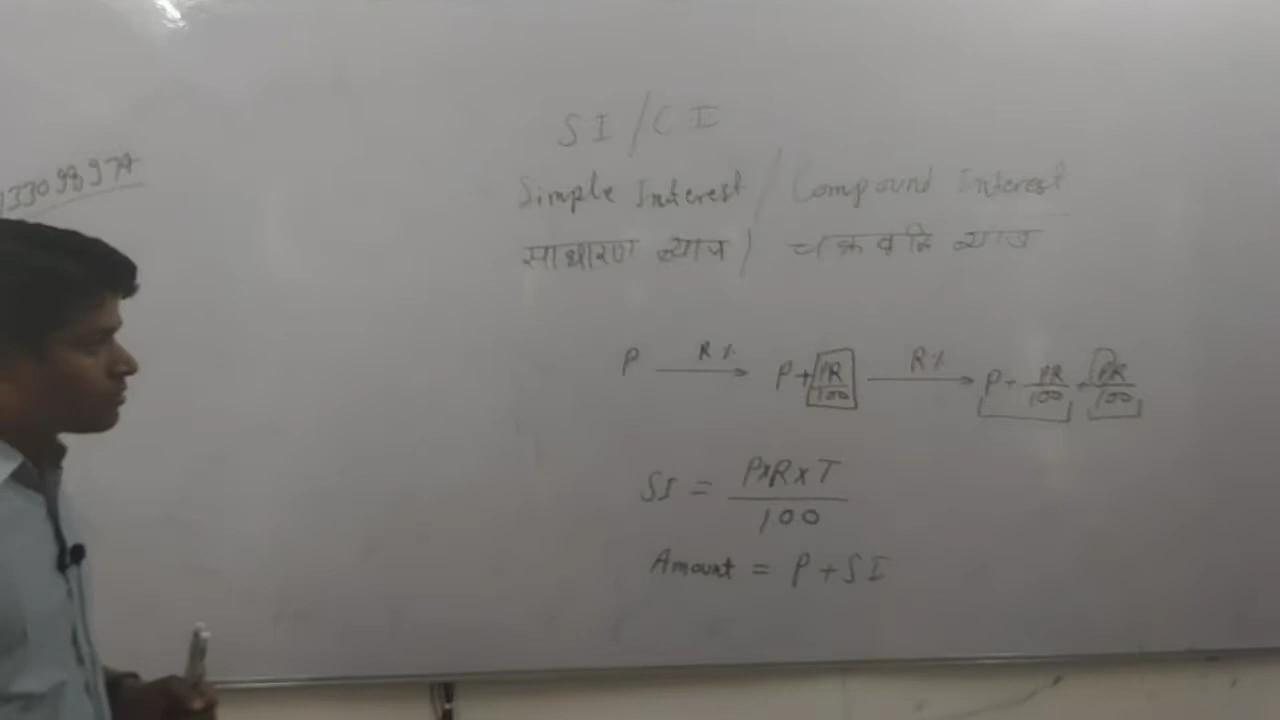 SI/CI
Simple Interest / Compound Interest
साधारण ब्याज / चक्रवृद्धि ब्याज
P R% → P+ PR/100 R% → P+ PR/100 + PR/100
SI = P×R×T/100
Amount = P+SI